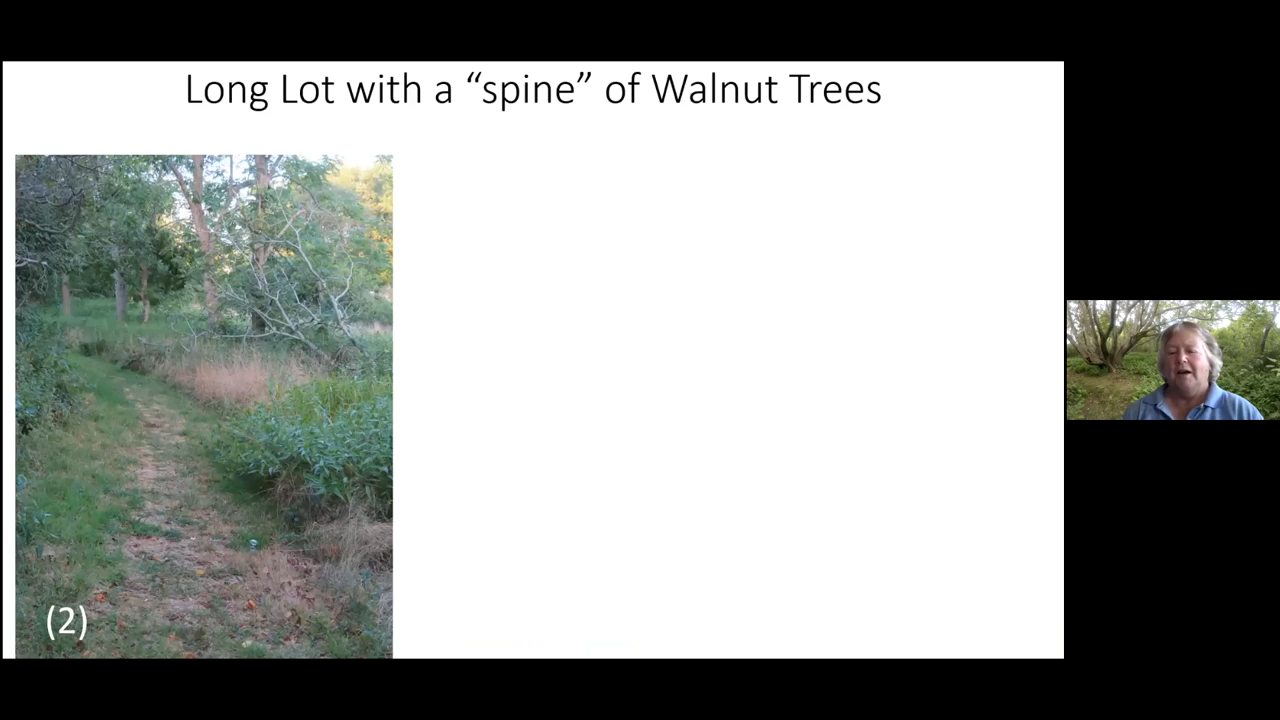 Long Lot with a “spine” of Walnut Trees
(2)